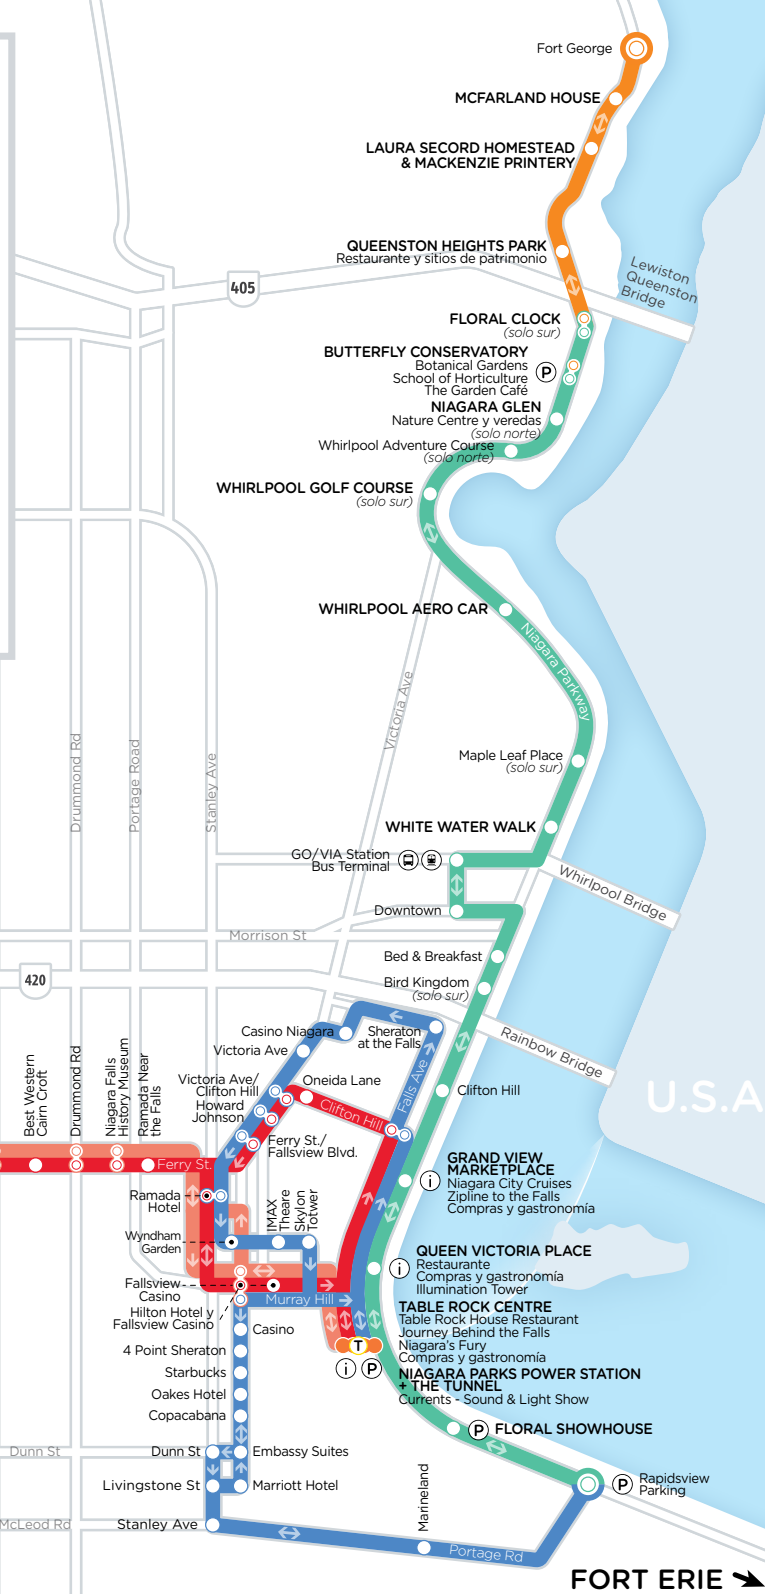 Fort George
MCFARLAND HOUSE
LAURA SECORD HOMESTEAD
& MACKENZIE PRINTERY
QUEENSTON HEIGHTS PARK
Restaurante y sitios de patrimonio
405
Lewiston
Queenston
Bridge
FLORAL CLOCK
(solo sur)
BUTTERFLY CONSERVATORY
Botanical Gardens
School of Horticulture
The Garden Café
P
NIAGARA GLEN
Nature Centre y veredas
(solo norte)
Whirlpool Adventure Course
(solo norte)
WHIRLPOOL GOLF COURSE
(solo sur)
WHIRLPOOL AERO CAR
Niagara Parkway
Victoria Ave
Drummond Rd
Portage Road
Stanley Ave
Maple Leaf Place
(solo sur)
WHITE WATER WALK
GO/VIA Station
Bus Terminal
Whirlpool Bridge
Downtown
Morrison St
Bed & Breakfast
420
Bird Kingdom
(solo sur)
Rainbow Bridge
Casino Niagara
Sheraton
at the Falls
Victoria Ave
Best Western
Cairn Croft
Drummond Rd
Niagara Falls
History Museum
Ramada Near
the Falls
Victoria Ave/
Clifton Hill
Oneida Lane
Falls Ave
Clifton Hill
U.S.A
Howard
Johnson
Clifton Hill
Ferry St./
Fallsview Blvd.
Ferry St.
GRAND VIEW
MARKETPLACE
Niagara City Cruises
Zipline to the Falls
Compras y gastronomía
i
Ramada
Hotel
IMAX
Theare
Skylon
Totwer
Wyndham
Garden
QUEEN VICTORIA PLACE
Restaurante
Compras y gastronomía
Illumination Tower
i
Fallsview
Casino
Murray Hill
Hilton Hotel y
Fallsview Casino
TABLE ROCK CENTRE
Table Rock House Restaurant
Journey Behind the Falls
Niagara's Fury
Compras y gastronomía
Casino
T
i P
4 Point Sheraton
NIAGARA PARKS POWER STATION
+ THE TUNNEL
Currents - Sound & Light Show
Starbucks
Oakes Hotel
Copacabana
P FLORAL SHOWHOUSE
Dunn St
Dunn St
Embassy Suites
Livingstone St
Marriott Hotel
P Rapidsview
Parking
McLeod Rd
Stanley Ave
Marineland
Portage Rd
FORT ERIE